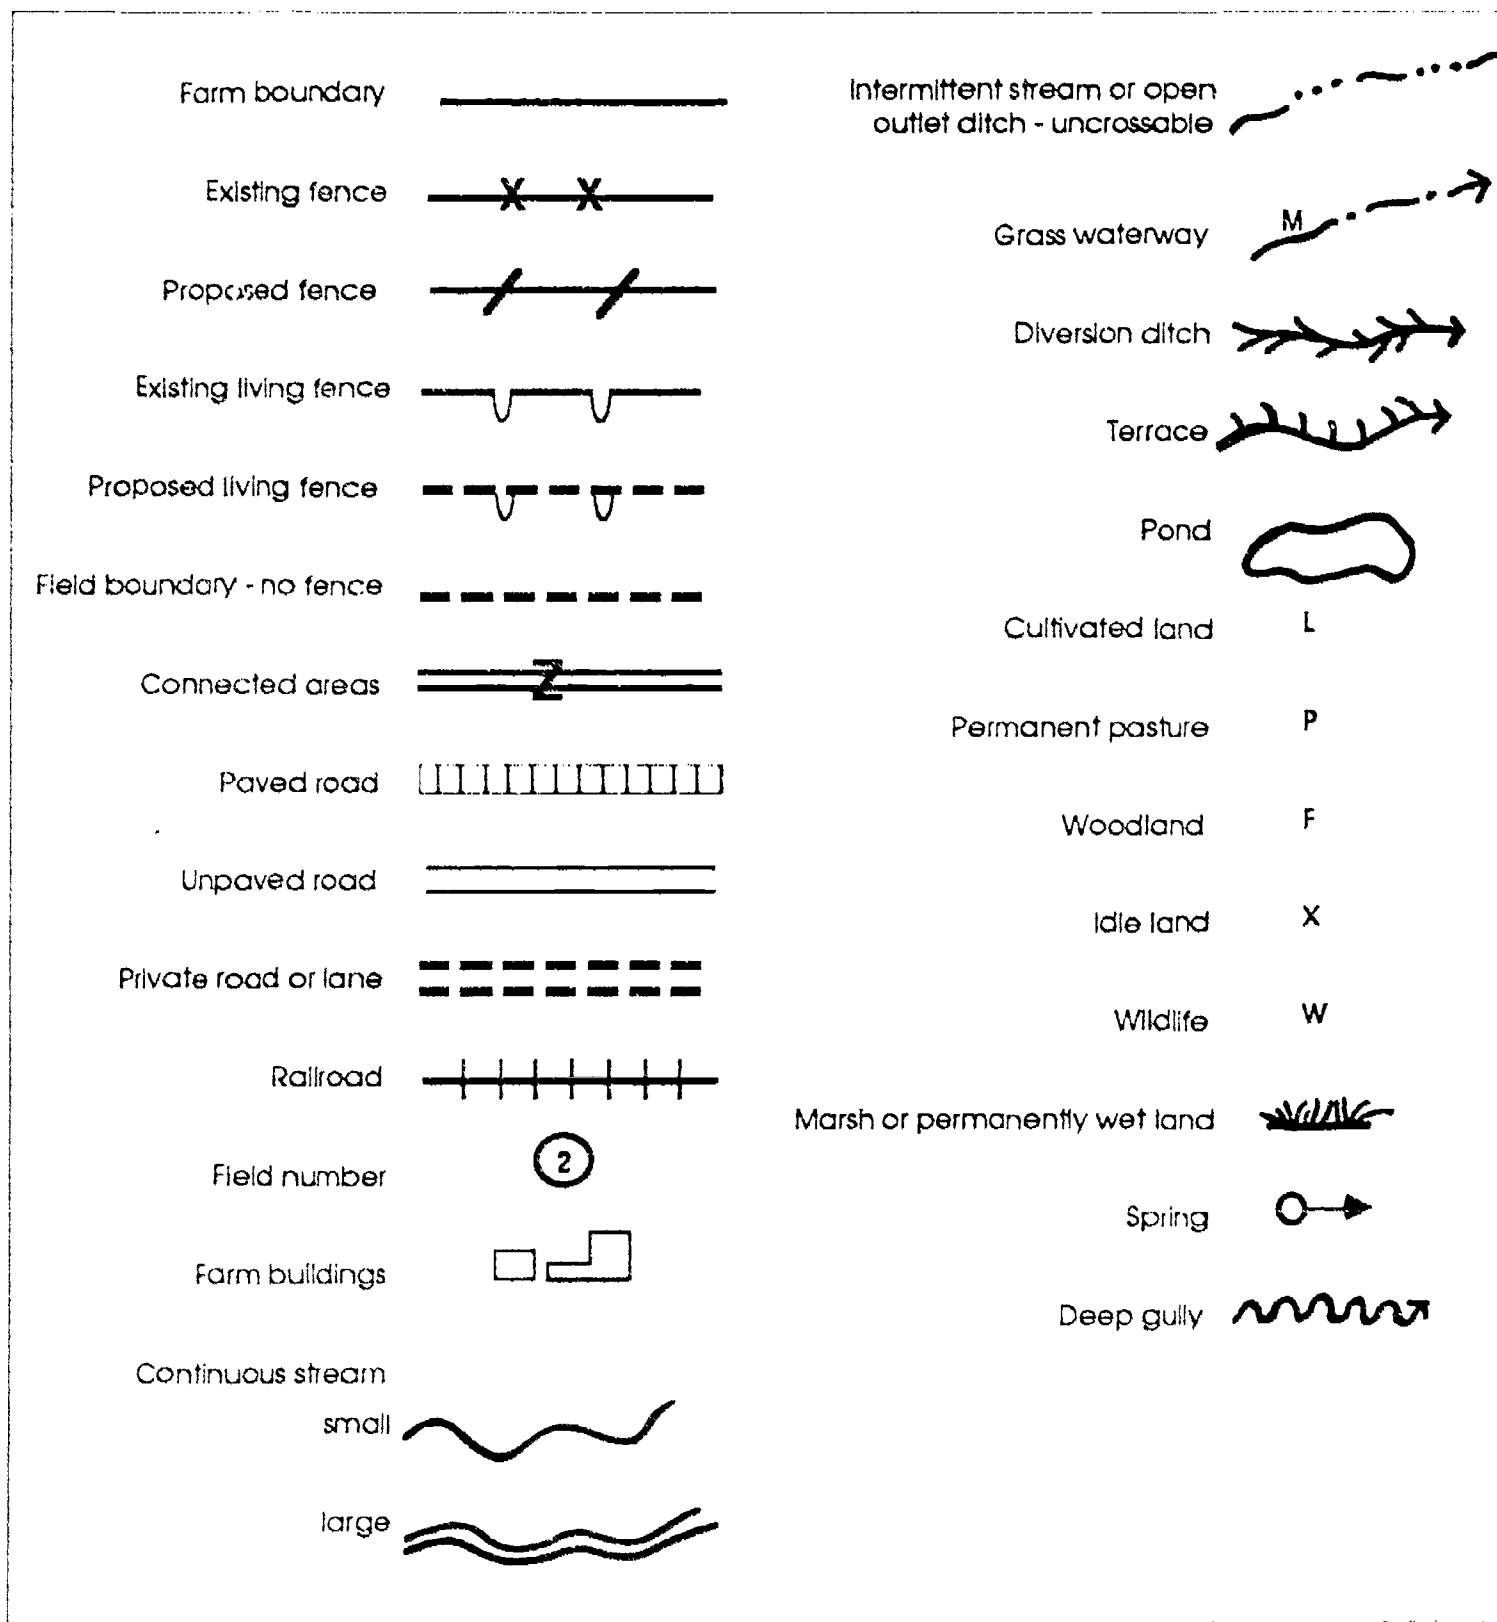 Farm boundary
Existing fence
Proposed fence
Existing living fence
Proposed living fence
Field boundary - no fence
Connected areas
Z
Paved road
Unpaved road
Private road or lane
Railroad
Field number
2
Farm buildings
Continuous stream
small
large
Intermittent stream or open
outlet ditch - uncrossable
Grass waterway
M
Diversion ditch
Terrace
Pond
Cultivated land L
Permanent pasture P
Woodland F
Idle land X
Wildlife W
Marsh or permanently wet land
Spring
Deep gully